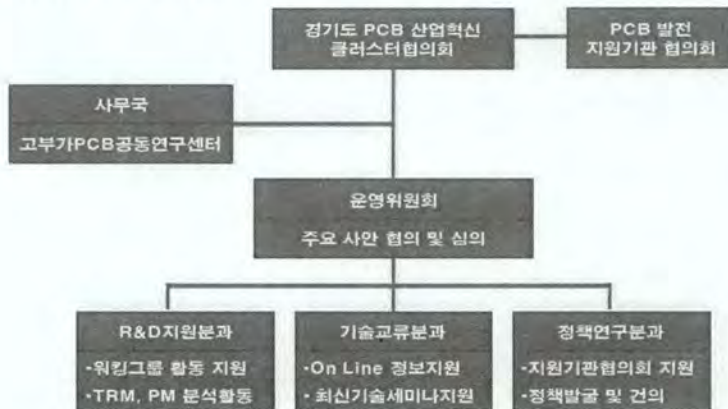 경기도 PCB 산업혁신
클러스터협의회
PCB 발전
지원기관 협의회
사무국
고부가PCB공동연구센터
운영위원회
주요 사안 협의 및 심의
R&D지원분과
·워킹그룹 활동 지원
·TRM, PM 분석활동
기술교류분과
·On Line 정보지원
·최신기술세미나지원
정책연구분과
·지원기관협의회 지원
·정책발굴 및 건의